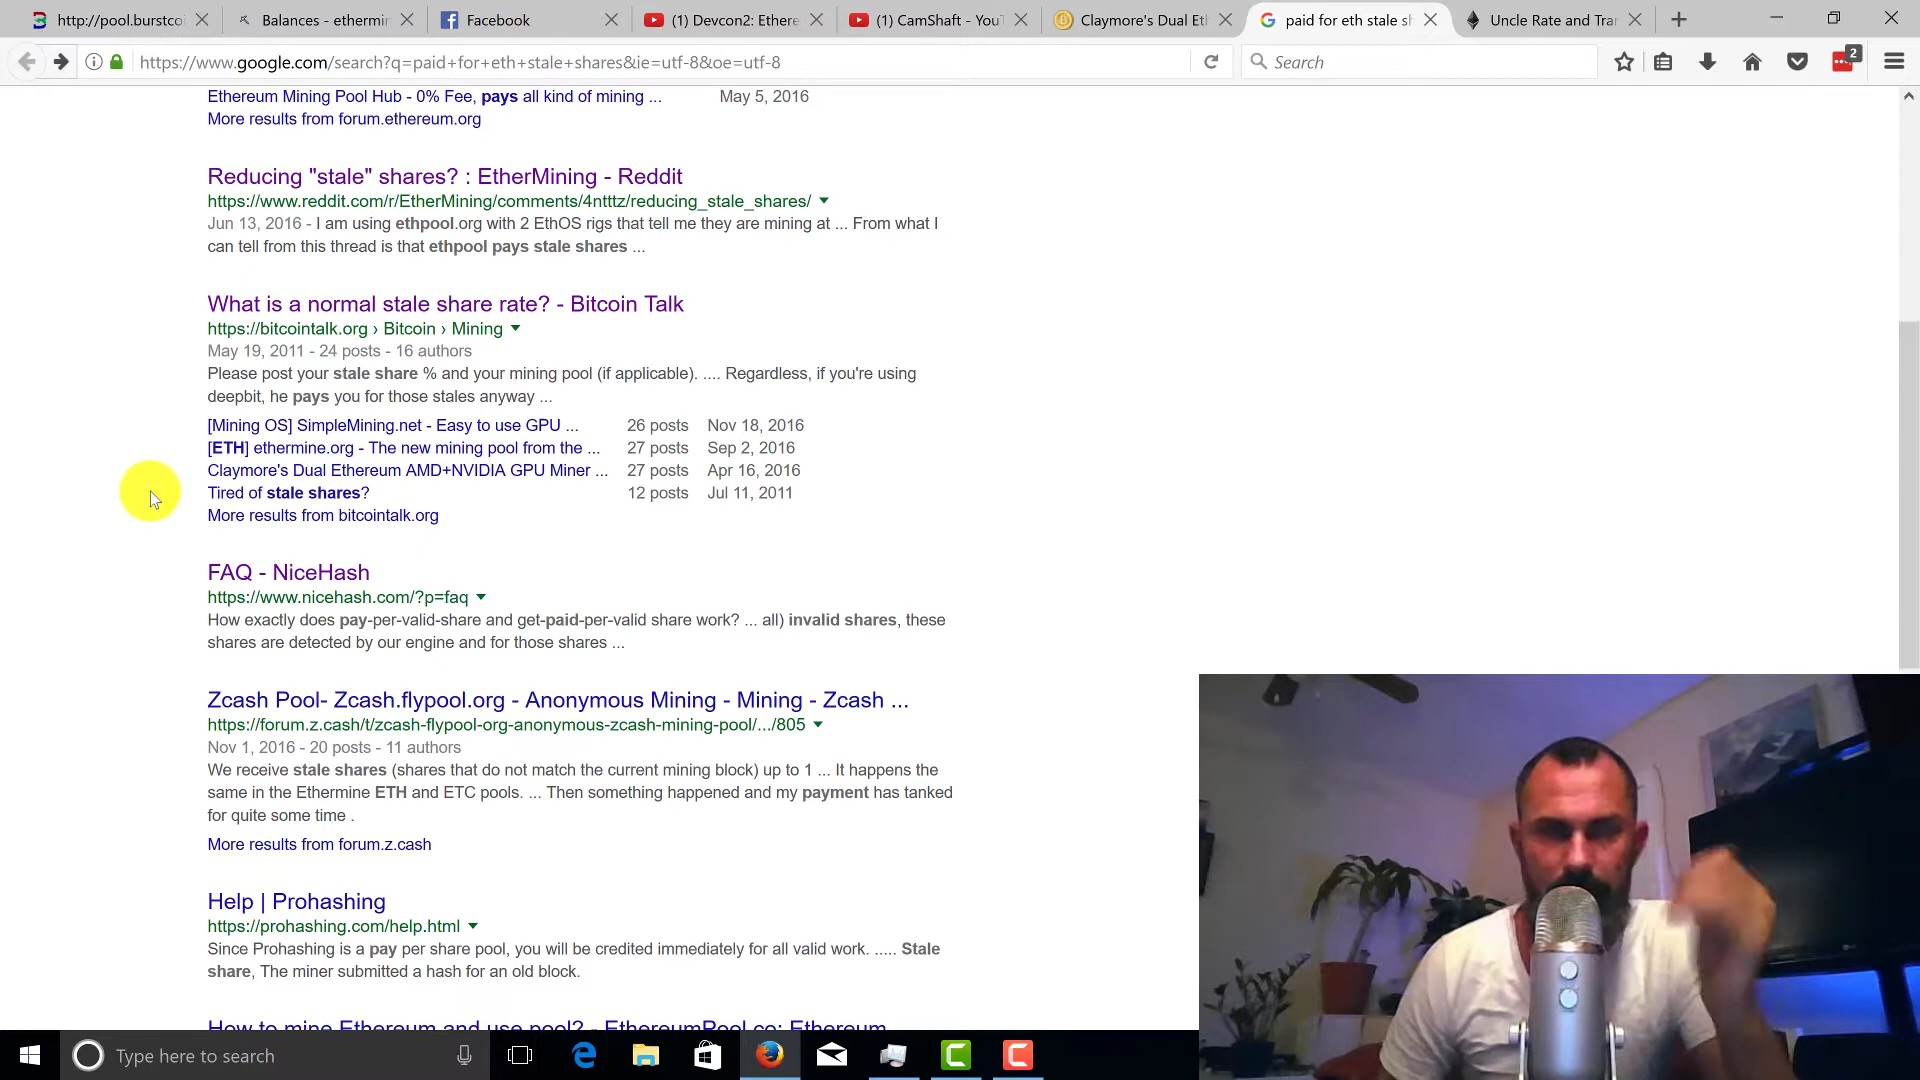 http://pool.burstcoi
Balances - ethermin
Facebook
(1) Devcon2: Ethere
(1) CamShaft - YouT
Claymore's Dual Eth
paid for eth stale sh
Uncle Rate and Tran
https://www.google.com/search?q=paid+for+eth+stale+shares&ie=utf-8&oe=utf-8
Search
2
Ethereum Mining Pool Hub - 0% Fee, pays all kind of mining ... May 5, 2016
More results from forum.ethereum.org
Reducing "stale" shares? : EtherMining - Reddit
https://www.reddit.com/r/EtherMining/comments/4ntttz/reducing_stale_shares/
Jun 13, 2016 - I am using ethpool.org with 2 EthOS rigs that tell me they are mining at ... From what I
can tell from this thread is that ethpool pays stale shares ...
What is a normal stale share rate? - Bitcoin Talk
https://bitcointalk.org › Bitcoin › Mining
May 19, 2011 - 24 posts - 16 authors
Please post your stale share % and your mining pool (if applicable). .... Regardless, if you're using
deepbit, he pays you for those stales anyway ...
[Mining OS] SimpleMining.net - Easy to use GPU ... 26 posts Nov 18, 2016
[ETH] ethermine.org - The new mining pool from the ... 27 posts Sep 2, 2016
Claymore's Dual Ethereum AMD+NVIDIA GPU Miner ... 27 posts Apr 16, 2016
Tired of stale shares? 12 posts Jul 11, 2011
More results from bitcointalk.org
FAQ - NiceHash
https://www.nicehash.com/?p=faq
How exactly does pay-per-valid-share and get-paid-per-valid share work? ... all) invalid shares, these
shares are detected by our engine and for those shares ...
Zcash Pool- Zcash.flypool.org - Anonymous Mining - Mining - Zcash ...
https://forum.z.cash/t/zcash-flypool-org-anonymous-zcash-mining-pool/.../805
Nov 1, 2016 - 20 posts - 11 authors
We receive stale shares (shares that do not match the current mining block) up to 1 ... It happens the
same in the Ethermine ETH and ETC pools. ... Then something happened and my payment has tanked
for quite some time .
More results from forum.z.cash
Help | Prohashing
https://prohashing.com/help.html
Since Prohashing is a pay per share pool, you will be credited immediately for all valid work. ..... Stale
share, The miner submitted a hash for an old block.
How to mine Ethereum and use pool? - EthereumPool.co: Ethereum
Type here to search